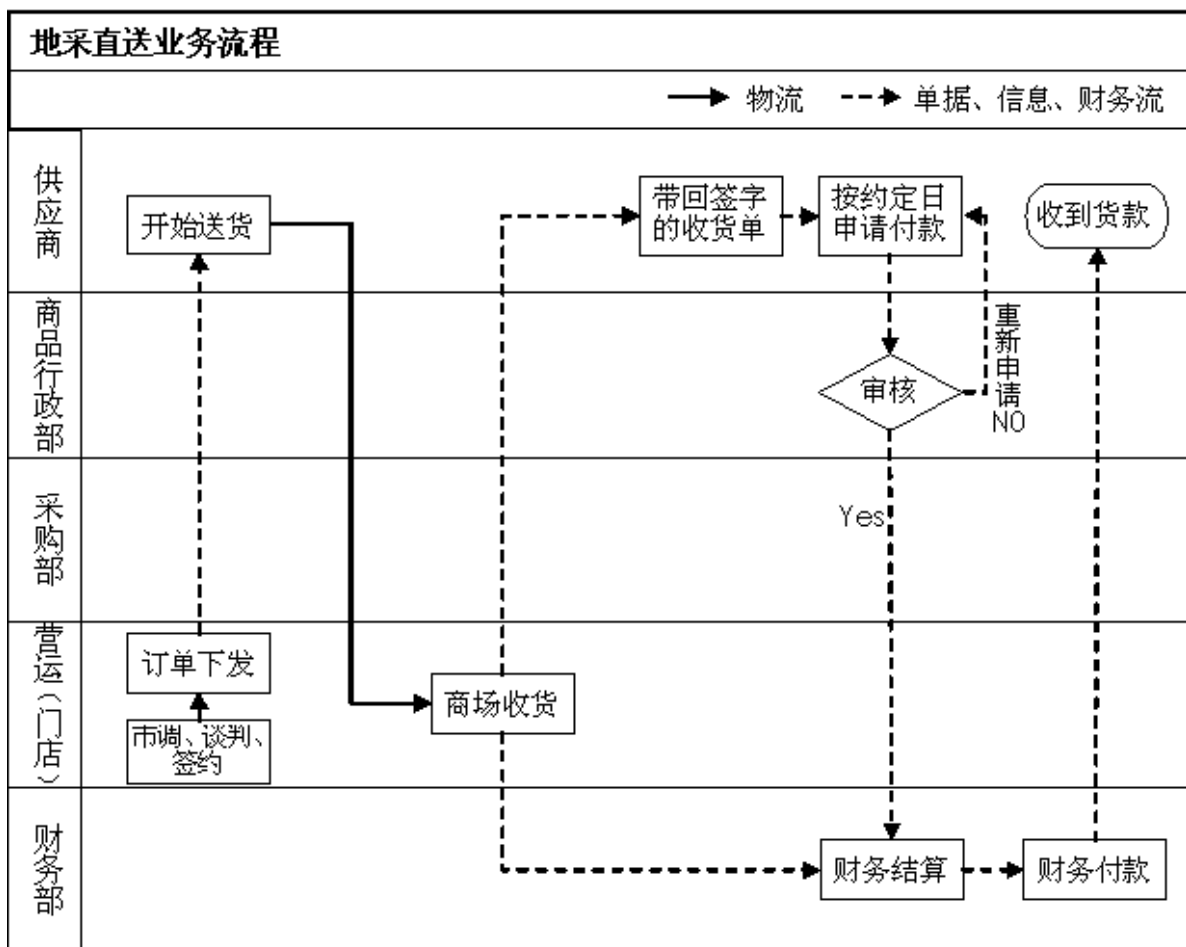 地采直送业务流程
物流
单据、信息、财务流
供应商
开始送货
带回签字
的收货单
按约定日
申请付款
收到货款
商品行政部
审核
重新申请
NO
采购部
Yes
营运(门店)
订单下发
市调、谈判、
签约
商场收货
财务部
财务结算
财务付款